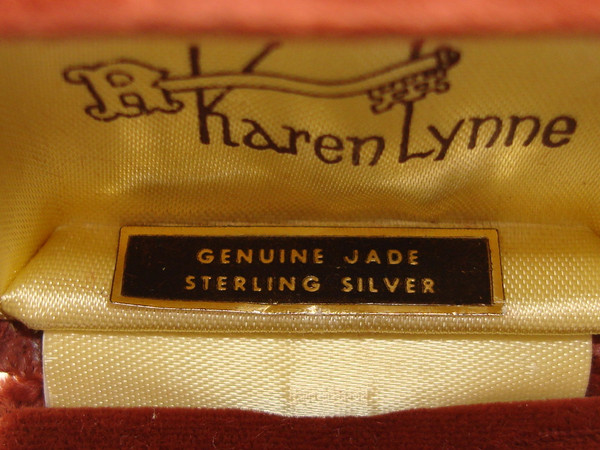 Karen Lynne
GENUINE JADE
STERLING SILVER